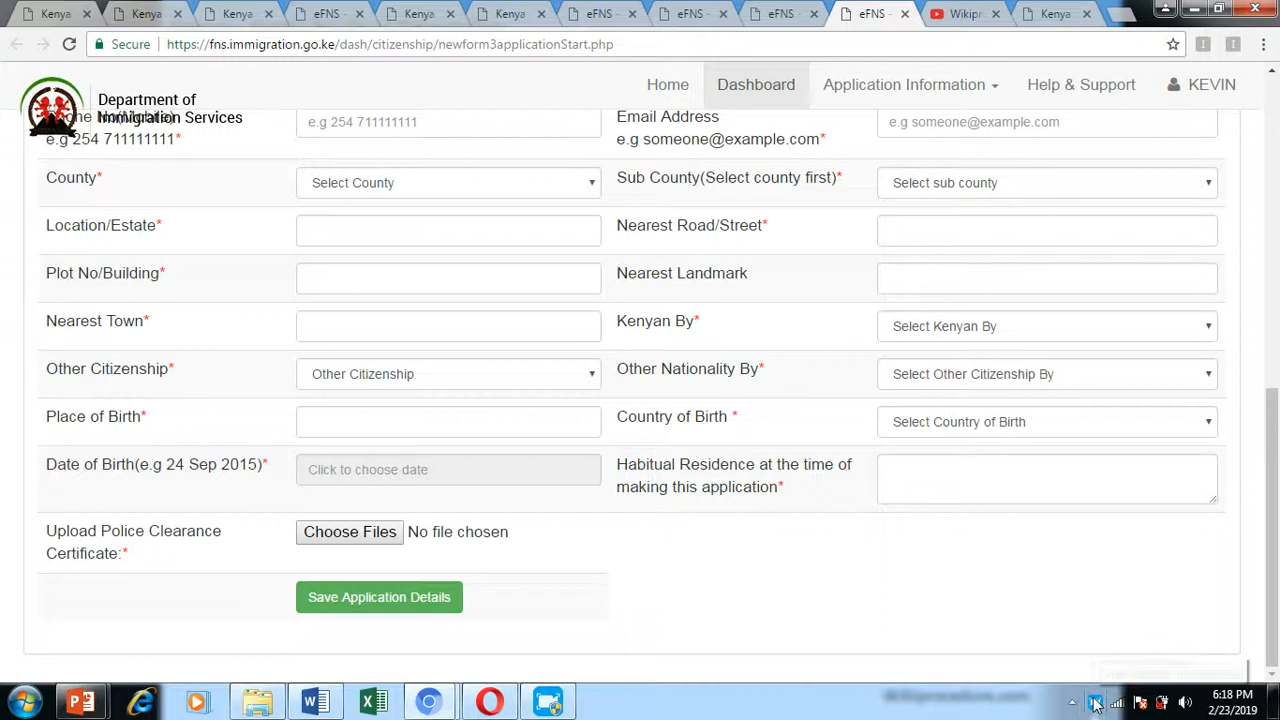 Kenya
Kenya
Kenya
eFNS -
Kenya
Kenya
eFNS -
eFNS -
eFNS -
eFNS -
Wikipr
Kenya
Secure
https://fns.immigration.go.ke/dash/citizenship/newform3applicationStart.php
Department of
Immigration Services
Home
Dashboard
Application Information
Help & Support
KEVIN
e.g 254 711111111*
e.g 254 711111111
Email Address
e.g someone@example.com*
e.g someone@example.com
County*
Select County
Sub County(Select county first)*
Select sub county
Location/Estate*
Nearest Road/Street*
Plot No/Building*
Nearest Landmark
Nearest Town*
Kenyan By*
Select Kenyan By
Other Citizenship*
Other Citizenship
Other Nationality By*
Select Other Citizenship By
Place of Birth*
Country of Birth *
Select Country of Birth
Date of Birth(e.g 24 Sep 2015)*
Click to choose date
Habitual Residence at the time of
making this application*
Upload Police Clearance
Certificate:*
Choose Files No file chosen
Save Application Details
Wikiprocedure.com
6:18 PM
2/23/2019